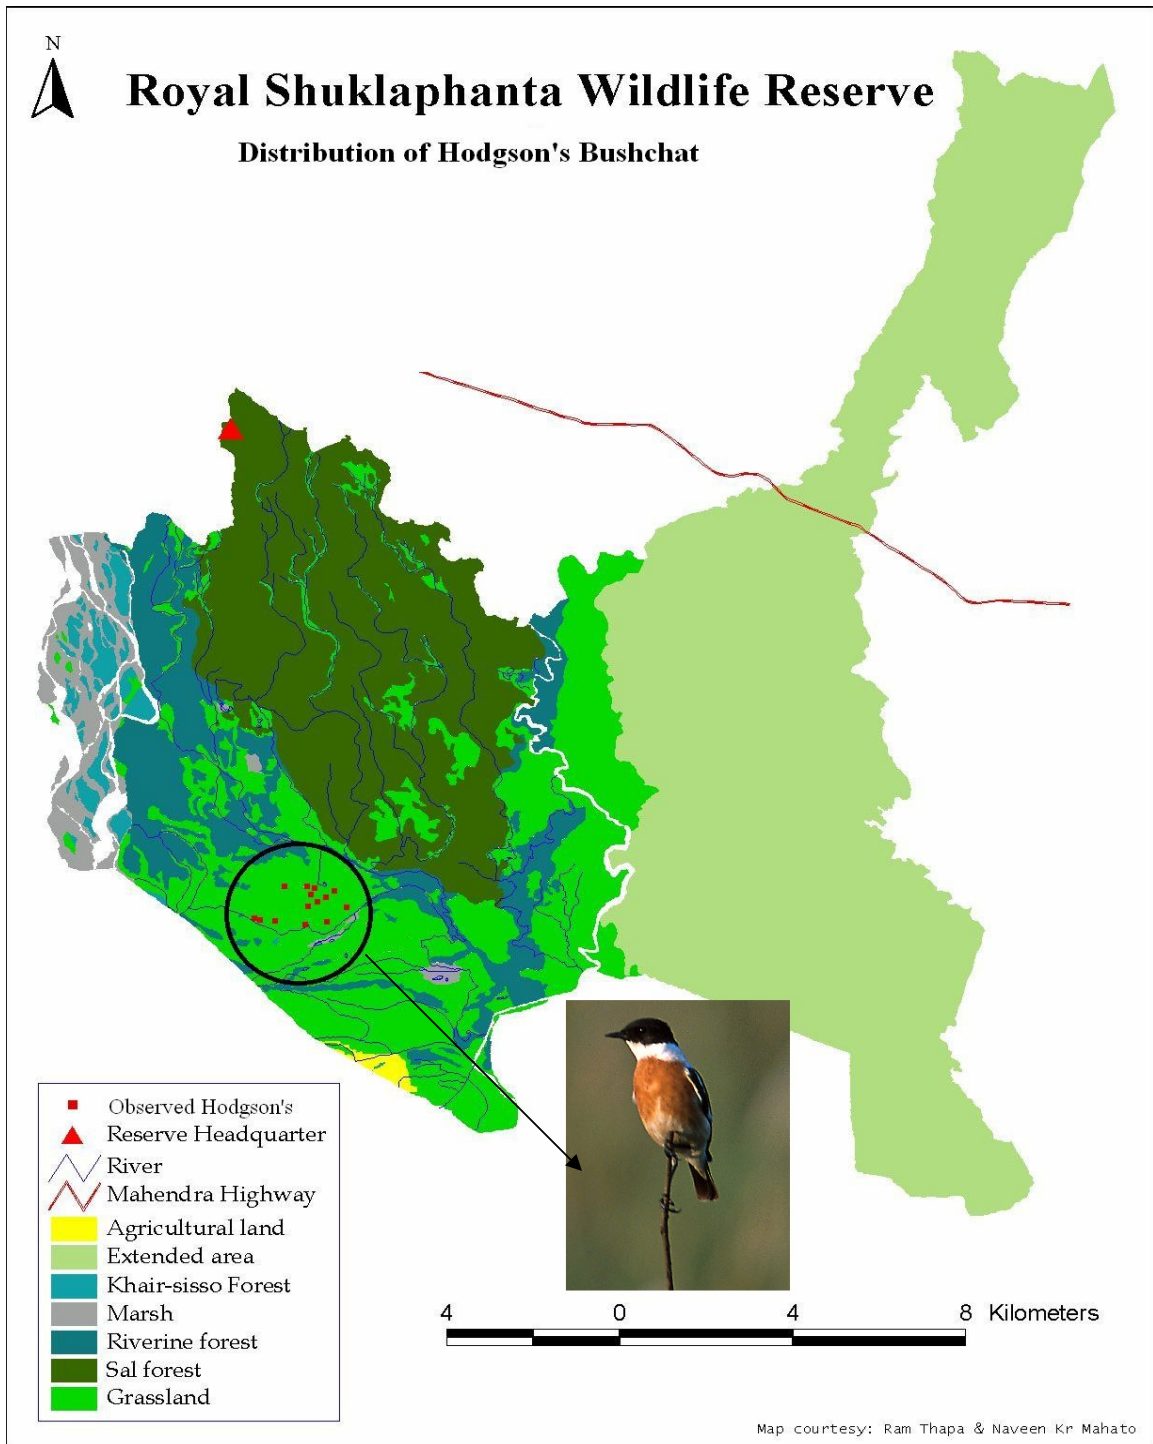 N
Royal Shuklaphanta Wildlife Reserve
Distribution of Hodgson's Bushchat
Observed Hodgson's
Reserve Headquarter
River
Mahendra Highway
Agricultural land
Extended area
Khair-sisso Forest
Marsh
Riverine forest
Sal forest
Grassland
4 0 4 8 Kilometers
Map courtesy: Ram Thapa & Naveen Kr Mahato